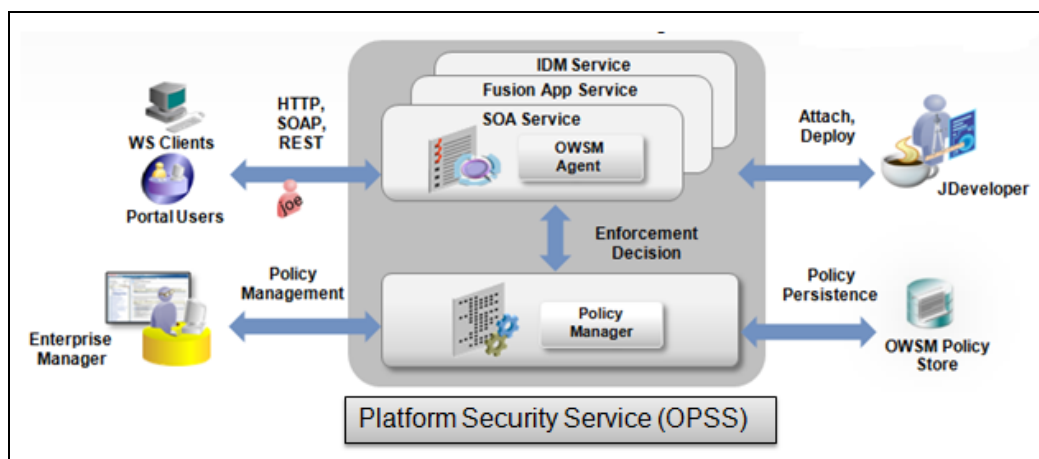 IDM Service
Fusion App Service
SOA Service
OWSM
Agent
HTTP,
SOAP,
REST
WS Clients
Portal Users
joe
Attach,
Deploy
JDeveloper
Enforcement
Decision
Policy
Management
Enterprise
Manager
Policy
Manager
Policy
Persistence
OWSM Policy
Store
Platform Security Service (OPSS)